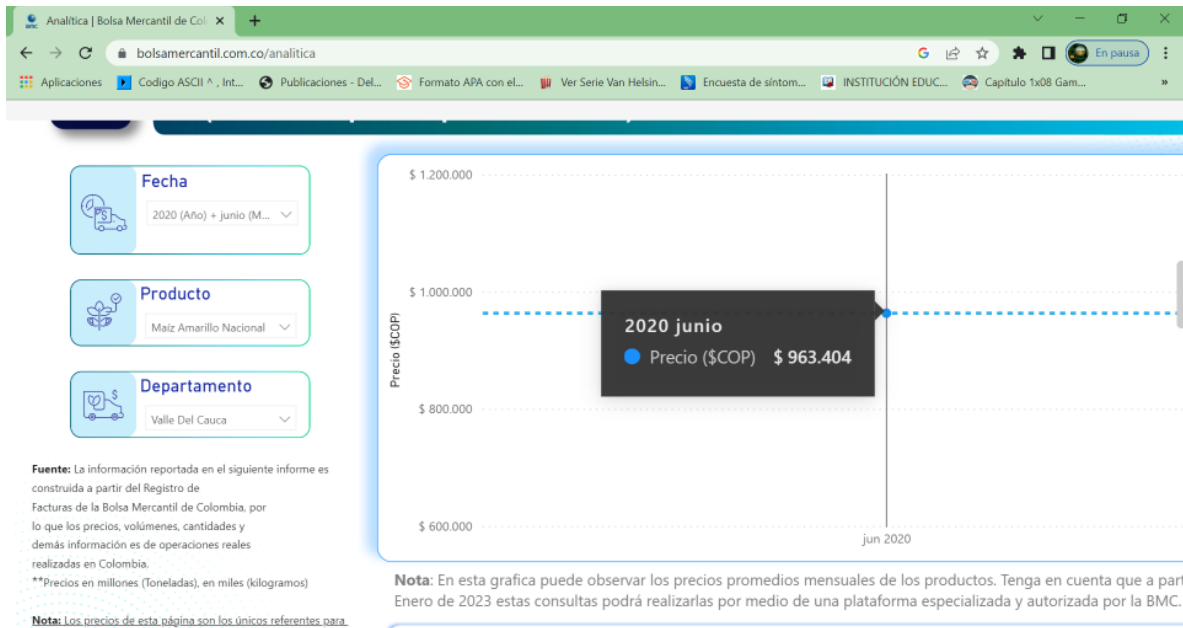 Analítica | Bolsa Mercantil de Col
bolsamercantil.com.co/analitica
En pausa
Aplicaciones
Codigo ASCII ^ , Int...
Publicaciones - Del...
Formato APA con el...
Ver Serie Van Helsin...
Encuesta de síntom...
INSTITUCIÓN EDUC...
Capítulo 1x08 Gam...
»
Fecha
2020 (Año) + junio (M...
Producto
Maíz Amarillo Nacional
Departamento
Valle Del Cauca
Fuente: La información reportada en el siguiente informe es
construida a partir del Registro de
Facturas de la Bolsa Mercantil de Colombia, por
lo que los precios, volúmenes, cantidades y
demás información es de operaciones reales
realizadas en Colombia.
**Precios en millones (Toneladas), en miles (kilogramos)
Nota: Los precios de esta página son los únicos referentes para
$ 1.200.000
$ 1.000.000
$ 800.000
$ 600.000
Precio ($COP)
2020 junio
Precio ($COP) $ 963.404
jun 2020
Nota: En esta grafica puede observar los precios promedios mensuales de los productos. Tenga en cuenta que a part
Enero de 2023 estas consultas podrá realizarlas por medio de una plataforma especializada y autorizada por la BMC.